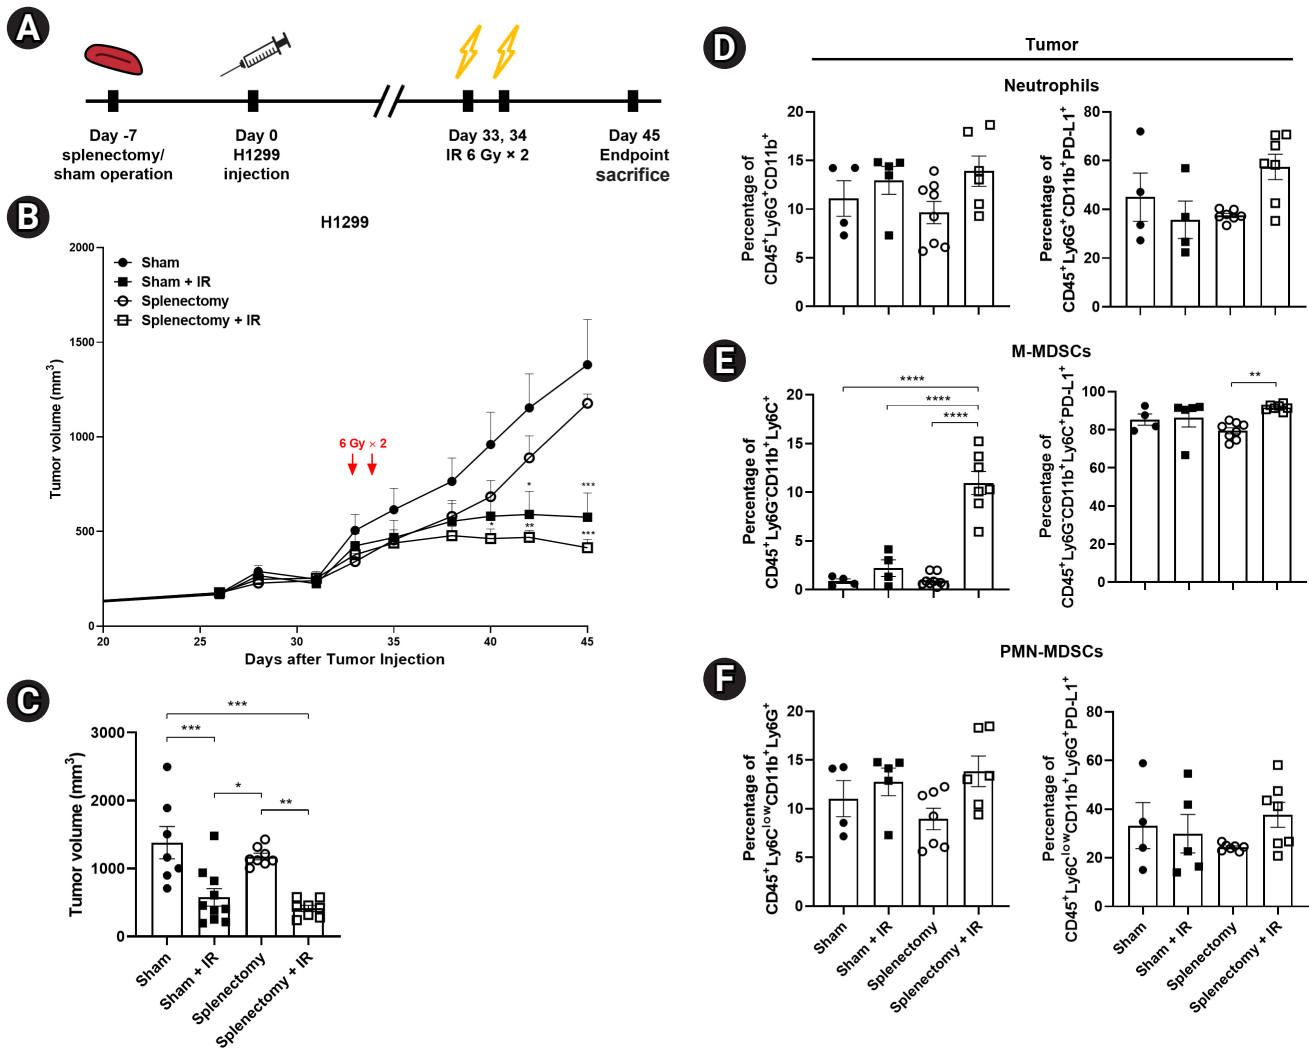 A
Day -7
splenectomy/
sham operation
Day 0
H1299
injection
Day 33, 34
IR 6 Gy × 2
Day 45
Endpoint
sacrifice
B
H1299
Tumor volume (mm³)
2000
1500
1000
500
0
Sham
Sham + IR
Splenectomy
Splenectomy + IR
6 Gy × 2
*
***
*
**
***
20
25
30
35
40
45
Days after Tumor Injection
C
Tumor volume (mm³)
3000
2000
1000
0
***
***
*
**
Sham
Sham + IR
Splenectomy
Splenectomy + IR
D
Tumor
Neutrophils
Percentage of
CD45⁺Ly6G⁺CD11b⁺
20
15
10
5
0
Percentage of
CD45⁺Ly6G⁺CD11b⁺PD-L1⁺
80
60
40
20
0
E
M-MDSCs
Percentage of
CD45⁺Ly6G⁻CD11b⁺Ly6C⁺
20
15
10
5
0
****
****
****
Percentage of
CD45⁺Ly6G⁻CD11b⁺Ly6C⁺PD-L1⁺
100
80
60
40
20
0
**
F
PMN-MDSCs
Percentage of
CD45⁺Ly6CˡᵒʷCD11b⁺Ly6G⁺
20
15
10
5
0
Sham
Sham + IR
Splenectomy
Splenectomy + IR
Percentage of
CD45⁺Ly6CˡᵒʷCD11b⁺Ly6G⁺PD-L1⁺
80
60
40
20
0
Sham
Sham + IR
Splenectomy
Splenectomy + IR